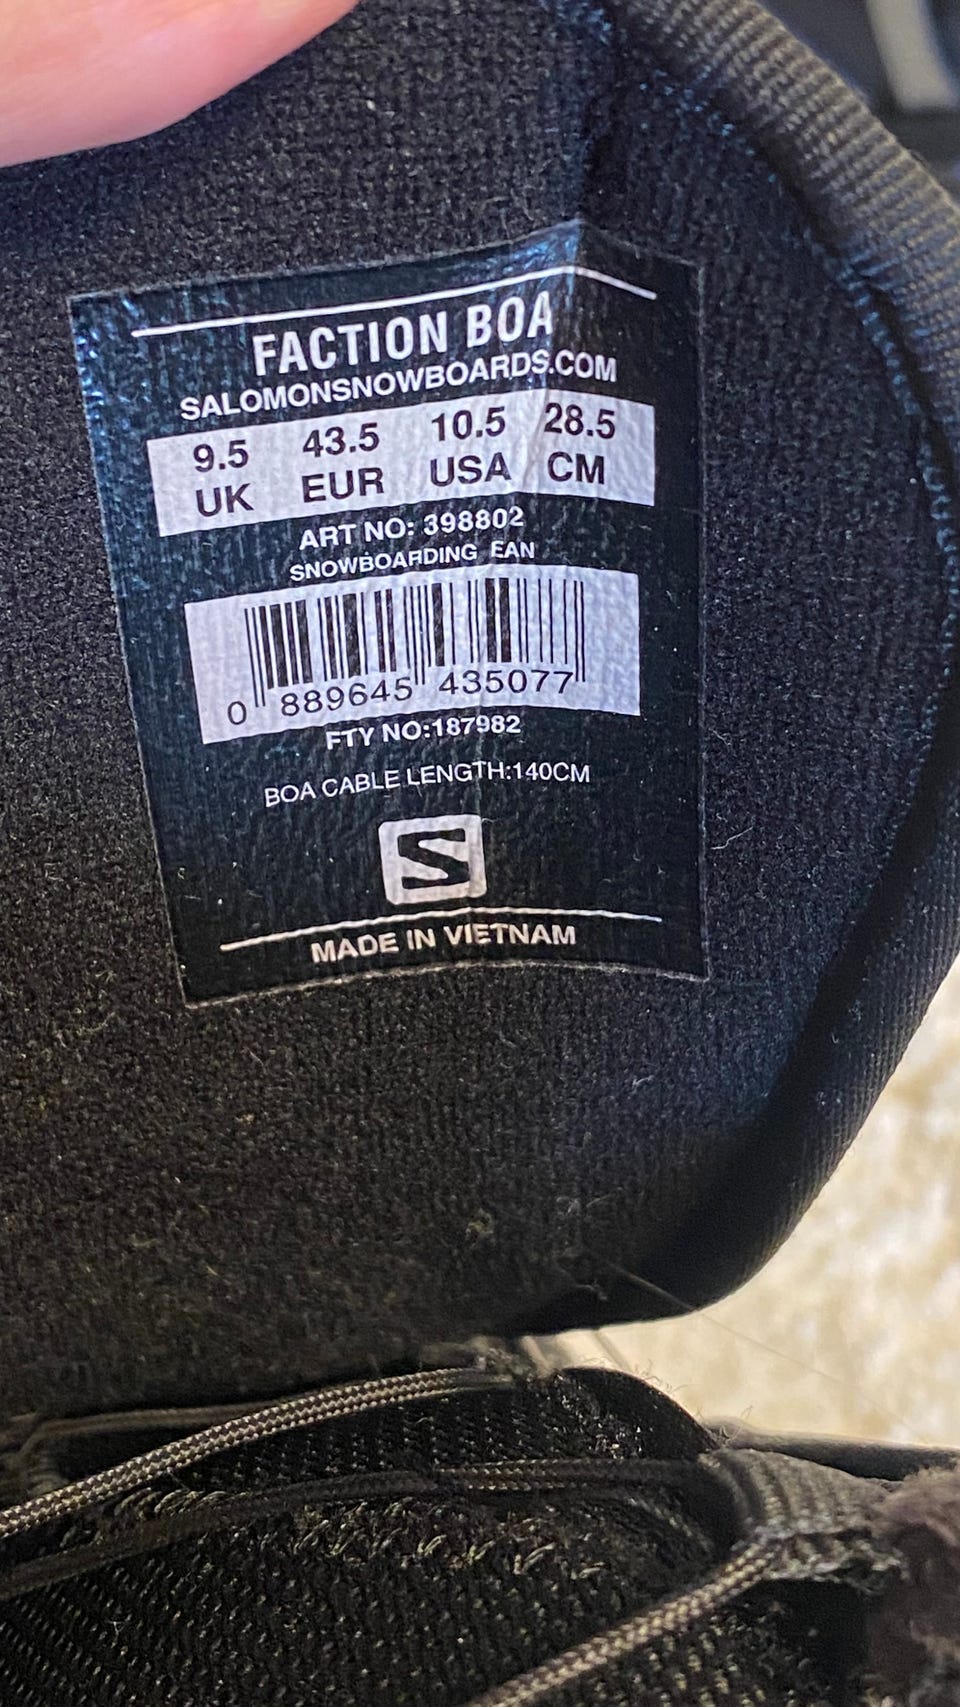 FACTION BOA
SALOMONSNOWBOARDS.COM
9.5 43.5 10.5 28.5
UK EUR USA CM
ART NO: 398802
SNOWBOARDING EAN
0 889645 435077
FTY NO:187982
BOA CABLE LENGTH:140CM
S
MADE IN VIETNAM